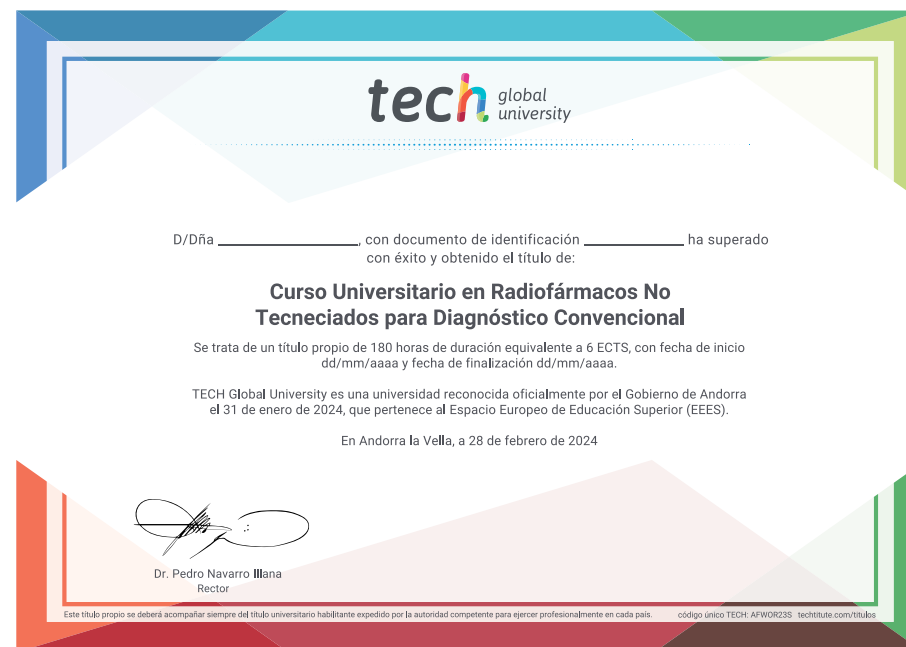 tech global university
D/Dña ____________________, con documento de identificación ______________ ha superado
con éxito y obtenido el título de:
Curso Universitario en Radiofármacos No
Tecneciados para Diagnóstico Convencional
Se trata de un título propio de 180 horas de duración equivalente a 6 ECTS, con fecha de inicio
dd/mm/aaaa y fecha de finalización dd/mm/aaaa.
TECH Global University es una universidad reconocida oficialmente por el Gobierno de Andorra
el 31 de enero de 2024, que pertenece al Espacio Europeo de Educación Superior (EEES).
En Andorra la Vella, a 28 de febrero de 2024
Dr. Pedro Navarro Illana
Rector
Este título propio se deberá acompañar siempre del título universitario habilitante expedido por la autoridad competente para ejercer profesionalmente en cada país. código único TECH: AFWOR23S techtitute.com/titulos